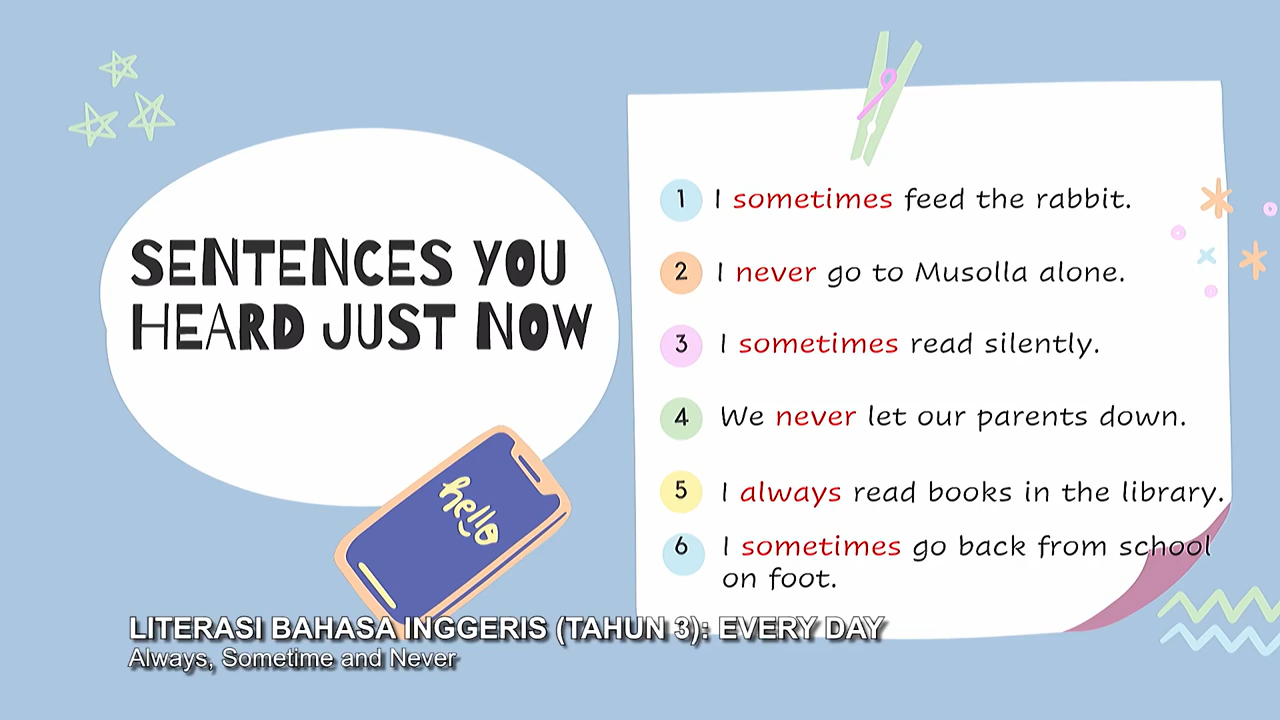 SENTENCES YOU
HEARD JUST NOW
hello
1 I sometimes feed the rabbit.
2 I never go to Musolla alone.
3 I sometimes read silently.
4 We never let our parents down.
5 I always read books in the library.
6 I sometimes go back from school
on foot.
LITERASI BAHASA INGGERIS (TAHUN 3): EVERY DAY
Always, Sometime and Never